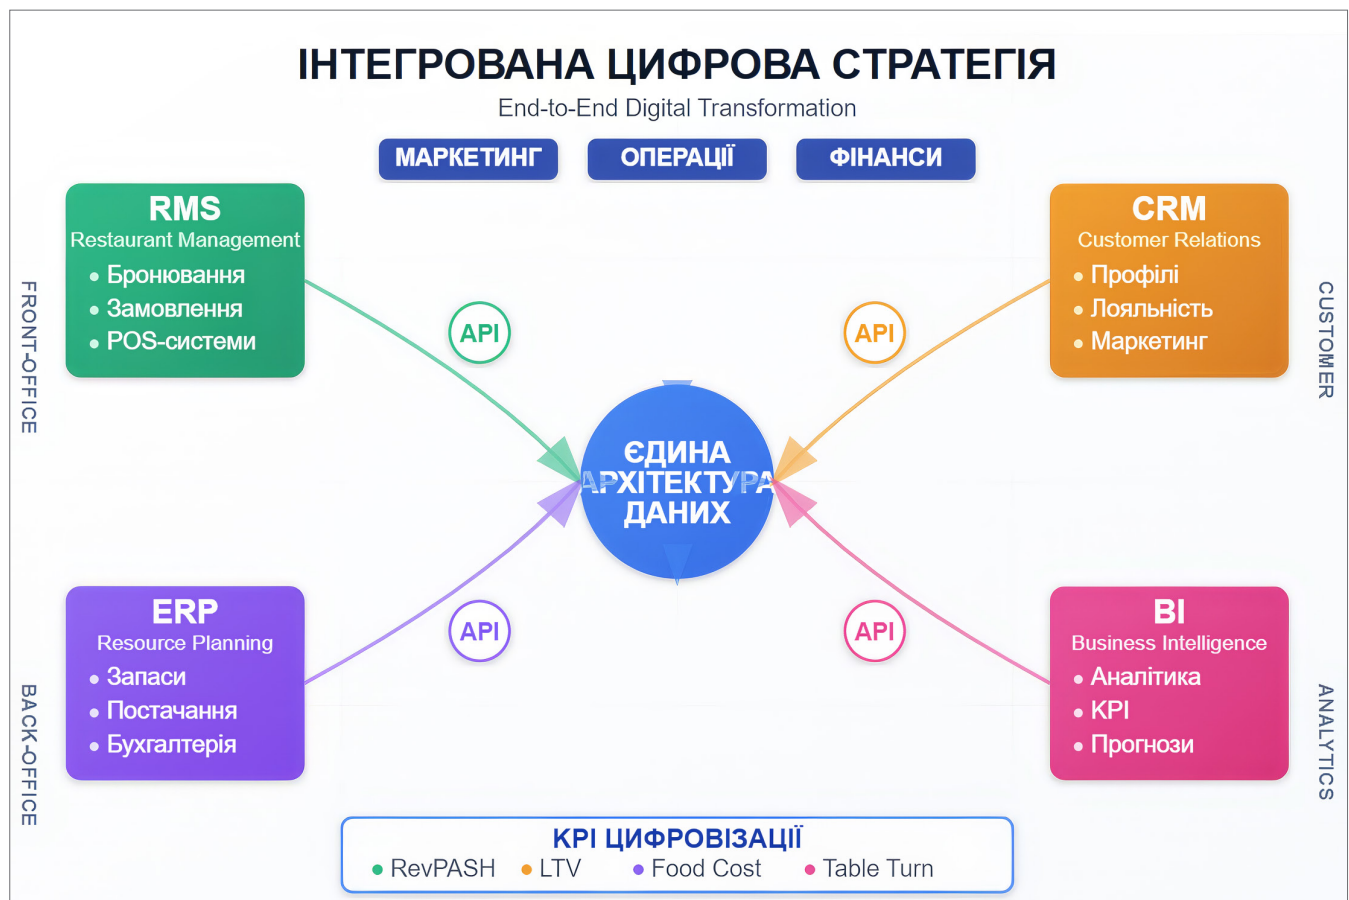 ІНТЕГРОВАНА ЦИФРОВА СТРАТЕГІЯ
End-to-End Digital Transformation
МАРКЕТИНГ
ОПЕРАЦІЇ
ФІНАНСИ
FRONT-OFFICE
RMS
Restaurant Management
• Бронювання
• Замовлення
• POS-системи
API
CRM
Customer Relations
• Профілі
• Лояльність
• Маркетинг
API
CUSTOMER
ЄДИНА
АРХІТЕКТУРА
ДАНИХ
BACK-OFFICE
ERP
Resource Planning
• Запаси
• Постачання
• Бухгалтерія
API
BI
Business Intelligence
• Аналітика
• KPI
• Прогнози
API
ANALYTICS
KPI ЦИФРОВІЗАЦІЇ
• RevPASH • LTV • Food Cost • Table Turn